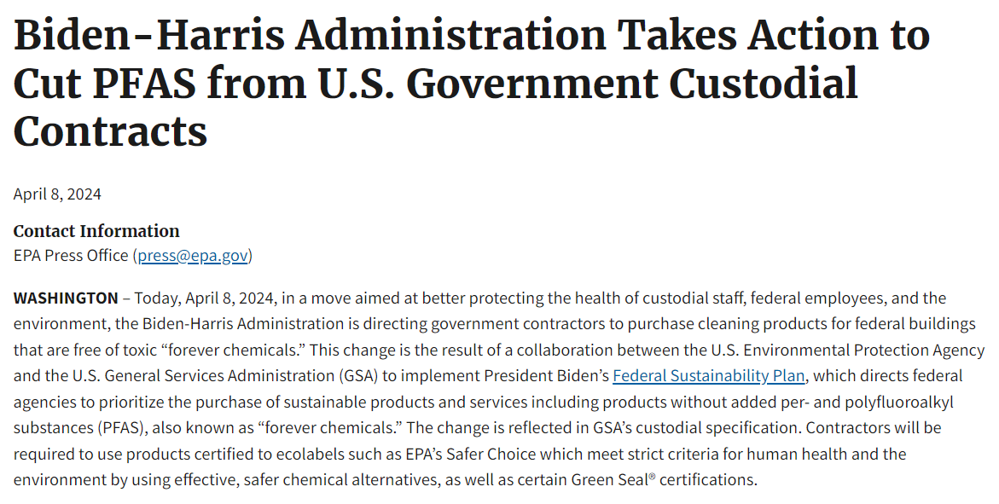 Biden-Harris Administration Takes Action to
Cut PFAS from U.S. Government Custodial
Contracts
April 8, 2024
Contact Information
EPA Press Office (press@epa.gov)
WASHINGTON – Today, April 8, 2024, in a move aimed at better protecting the health of custodial staff, federal employees, and the
environment, the Biden-Harris Administration is directing government contractors to purchase cleaning products for federal buildings
that are free of toxic “forever chemicals.” This change is the result of a collaboration between the U.S. Environmental Protection Agency
and the U.S. General Services Administration (GSA) to implement President Biden’s Federal Sustainability Plan, which directs federal
agencies to prioritize the purchase of sustainable products and services including products without added per- and polyfluoroalkyl
substances (PFAS), also known as “forever chemicals.” The change is reflected in GSA’s custodial specification. Contractors will be
required to use products certified to ecolabels such as EPA’s Safer Choice which meet strict criteria for human health and the
environment by using effective, safer chemical alternatives, as well as certain Green Seal® certifications.